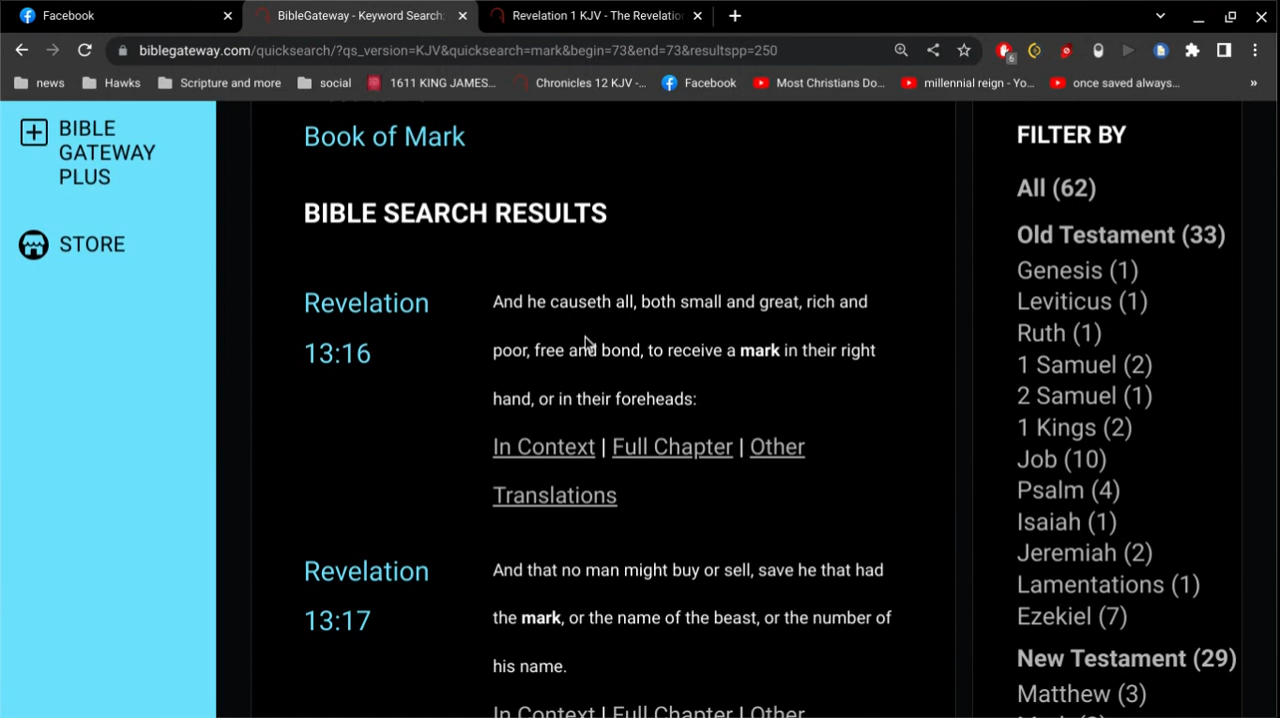 Facebook
BibleGateway - Keyword Search:
Revelation 1 KJV - The Revelation
biblegateway.com/quicksearch/?qs_version=KJV&quicksearch=mark&begin=73&end=73&resultspp=250
6
news
Hawks
Scripture and more
social
1611 KING JAMES...
Chronicles 12 KJV -...
Facebook
Most Christians Do...
millennial reign - Yo...
once saved always...
»
BIBLE
GATEWAY
PLUS
STORE
Book of Mark
BIBLE SEARCH RESULTS
Revelation
13:16
And he causeth all, both small and great, rich and
poor, free and bond, to receive a mark in their right
hand, or in their foreheads:
In Context | Full Chapter | Other
Translations
Revelation
13:17
And that no man might buy or sell, save he that had
the mark, or the name of the beast, or the number of
his name.
In Context | Full Chapter | Other
FILTER BY
All (62)
Old Testament (33)
Genesis (1)
Leviticus (1)
Ruth (1)
1 Samuel (2)
2 Samuel (1)
1 Kings (2)
Job (10)
Psalm (4)
Isaiah (1)
Jeremiah (2)
Lamentations (1)
Ezekiel (7)
New Testament (29)
Matthew (3)